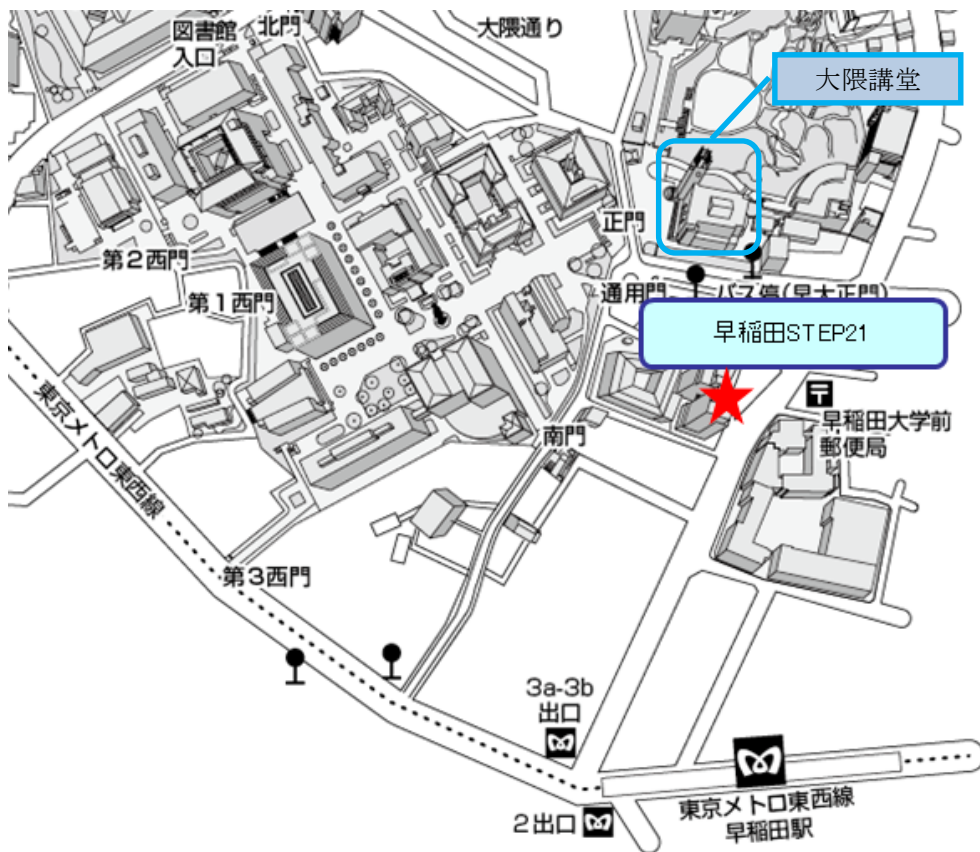 図書館
入口
北門
大隈通り
大隈講堂
正門
第2西門
第1西門
通用門
バス停(早大正門)
早稲田STEP21
〒
早稲田大学前
郵便局
南門
東京メトロ東西線
第3西門
3a-3b
出口
2出口
東京メトロ東西線
早稲田駅